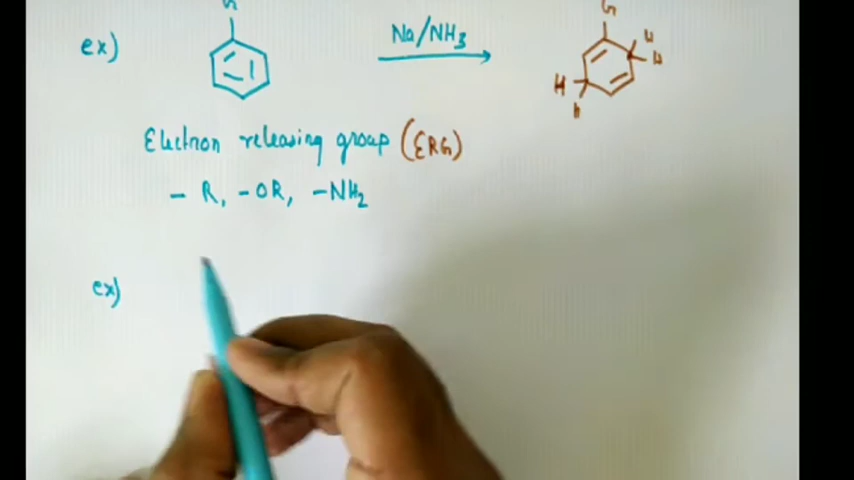 G G
ex) Na/NH₃ H H
H
H
Electron releasing group (ERG)
- R, - OR, - NH₂
ex)